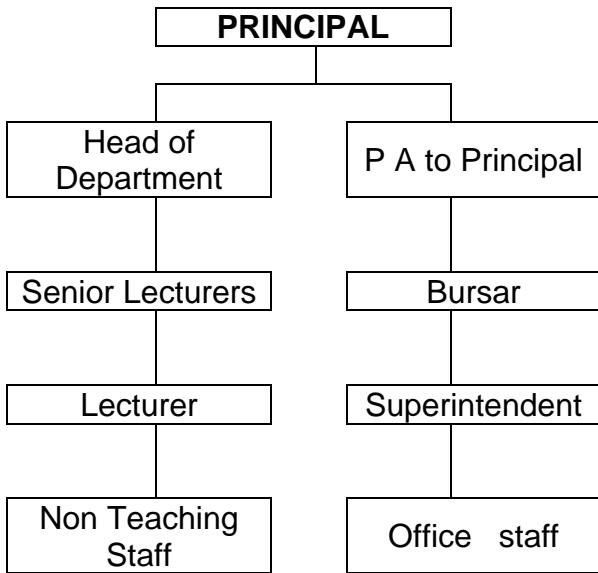 PRINCIPAL
Head of
Department
P A to Principal
Senior Lecturers
Bursar
Lecturer
Superintendent
Non Teaching
Staff
Office staff